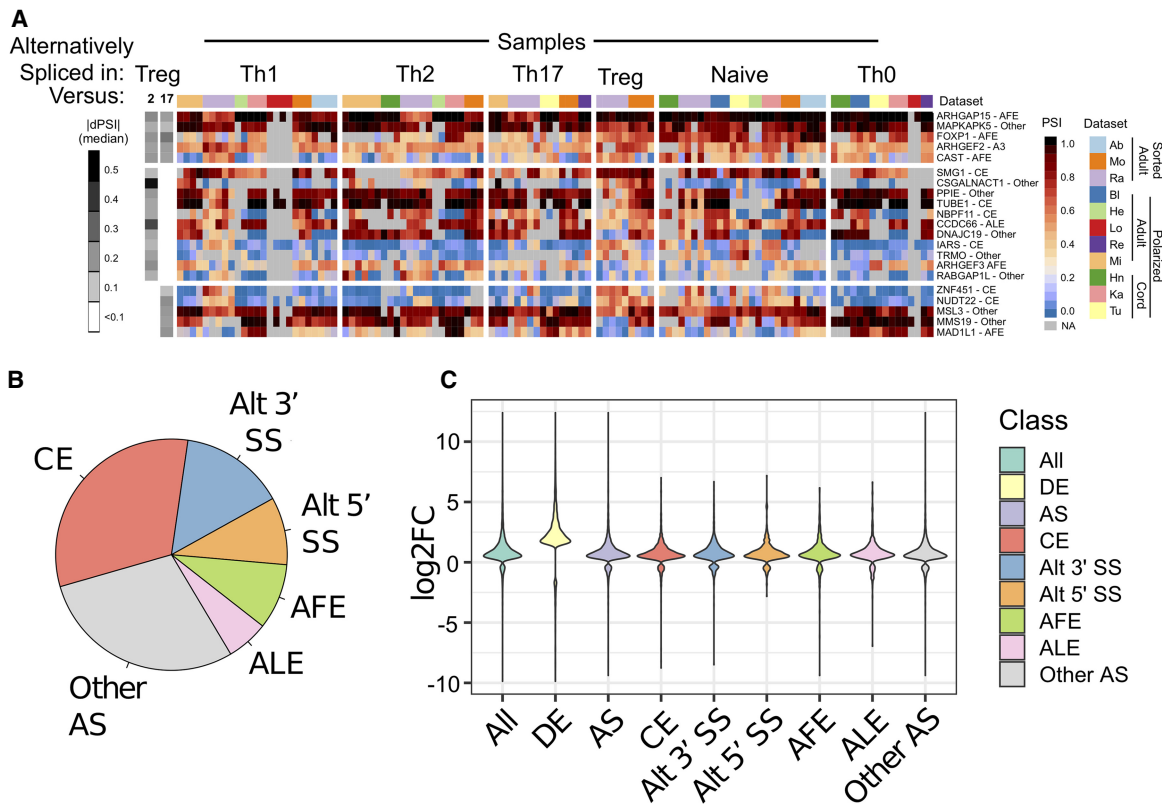 A
Alternatively
Spliced in:
Versus:
Samples
Treg Th1 Th2 Th17 Treg Naive Th0
2 17
Dataset
|dPSI|
(median)
0.5
0.4
0.3
0.2
0.1
<0.1
ARHGAP15 - AFE
MAPKAPK5 - Other
FOXP1 - AFE
ARHGEF2 - A3
CAST - AFE
SMG1 - CE
CSGALNACT1 - Other
PPIE - Other
TUBE1 - CE
NBPF11 - CE
CCDC66 - ALE
DNAJC19 - Other
IARS - CE
TRMO - Other
ARHGEF3 AFE
RABGAP1L - Other
ZNF451 - CE
NUDT22 - CE
MSL3 - Other
MMS19 - Other
MAD1L1 - AFE
PSI
1.0
0.8
0.6
0.4
0.2
0.0
NA
Dataset
Ab
Mo
Ra
Bl
He
Lo
Re
Mi
Hn
Ka
Tu
Sorted
Adult
Polarized
Adult
Cord
B
CE
Alt 3’
SS
Alt 5’
SS
AFE
ALE
Other
AS
C
log2FC
10
5
0
-5
-10
All
DE
AS
CE
Alt 3’ SS
Alt 5’ SS
AFE
ALE
Other AS
Class
All
DE
AS
CE
Alt 3' SS
Alt 5' SS
AFE
ALE
Other AS